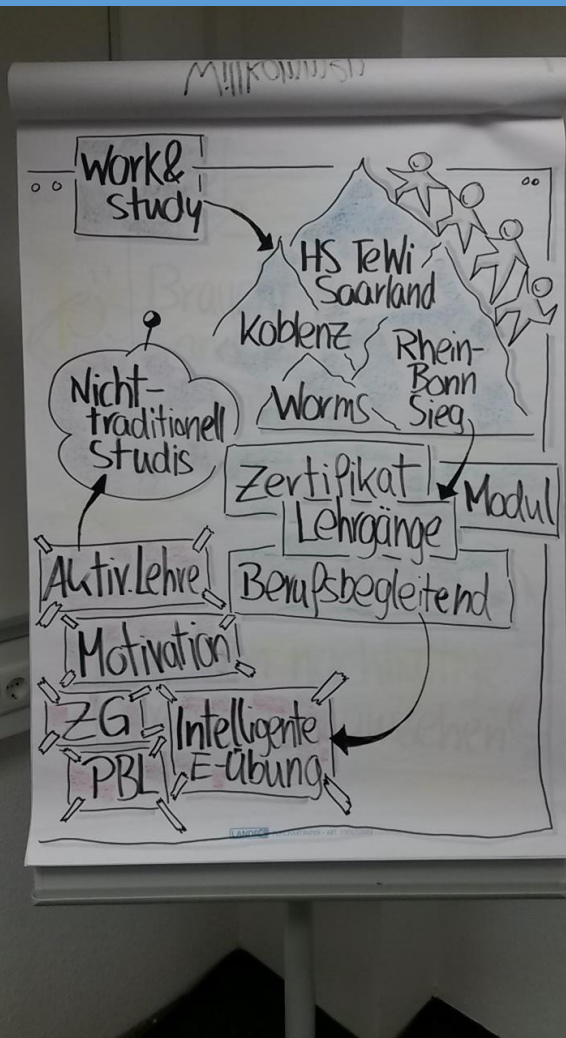 Willkommen
Work &
study
HS TeWi
Saarland
Koblenz
Rhein-
Bonn
Sieg
Worms
Nicht-
traditionell
Studis
Zertifikat
Modul
Lehrgänge
Berufsbegleitend
Aktiv.Lehre
Motivation
ZG
PBL
Intelligente
E-Übung